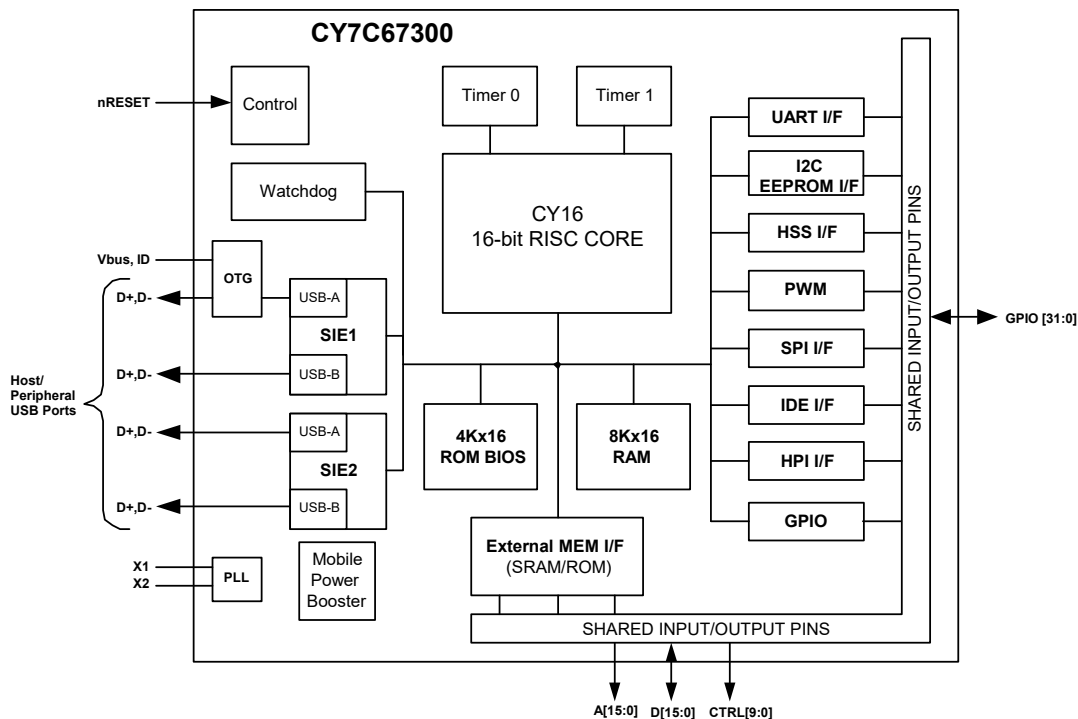 CY7C67300
nRESET
Control
Timer 0
Timer 1
UART I/F
Watchdog
CY16
16-bit RISC CORE
I2C
EEPROM I/F
HSS I/F
Vbus, ID
OTG
D+,D-
USB-A
SIE1
PWM
GPIO [31:0]
SHARED INPUT/OUTPUT PINS
SPI I/F
D+,D-
USB-B
Host/
Peripheral
USB Ports
IDE I/F
D+,D-
USB-A
SIE2
4Kx16
ROM BIOS
8Kx16
RAM
HPI I/F
D+,D-
USB-B
GPIO
External MEM I/F
(SRAM/ROM)
X1
X2
PLL
Mobile
Power
Booster
SHARED INPUT/OUTPUT PINS
A[15:0]
D[15:0]
CTRL[9:0]